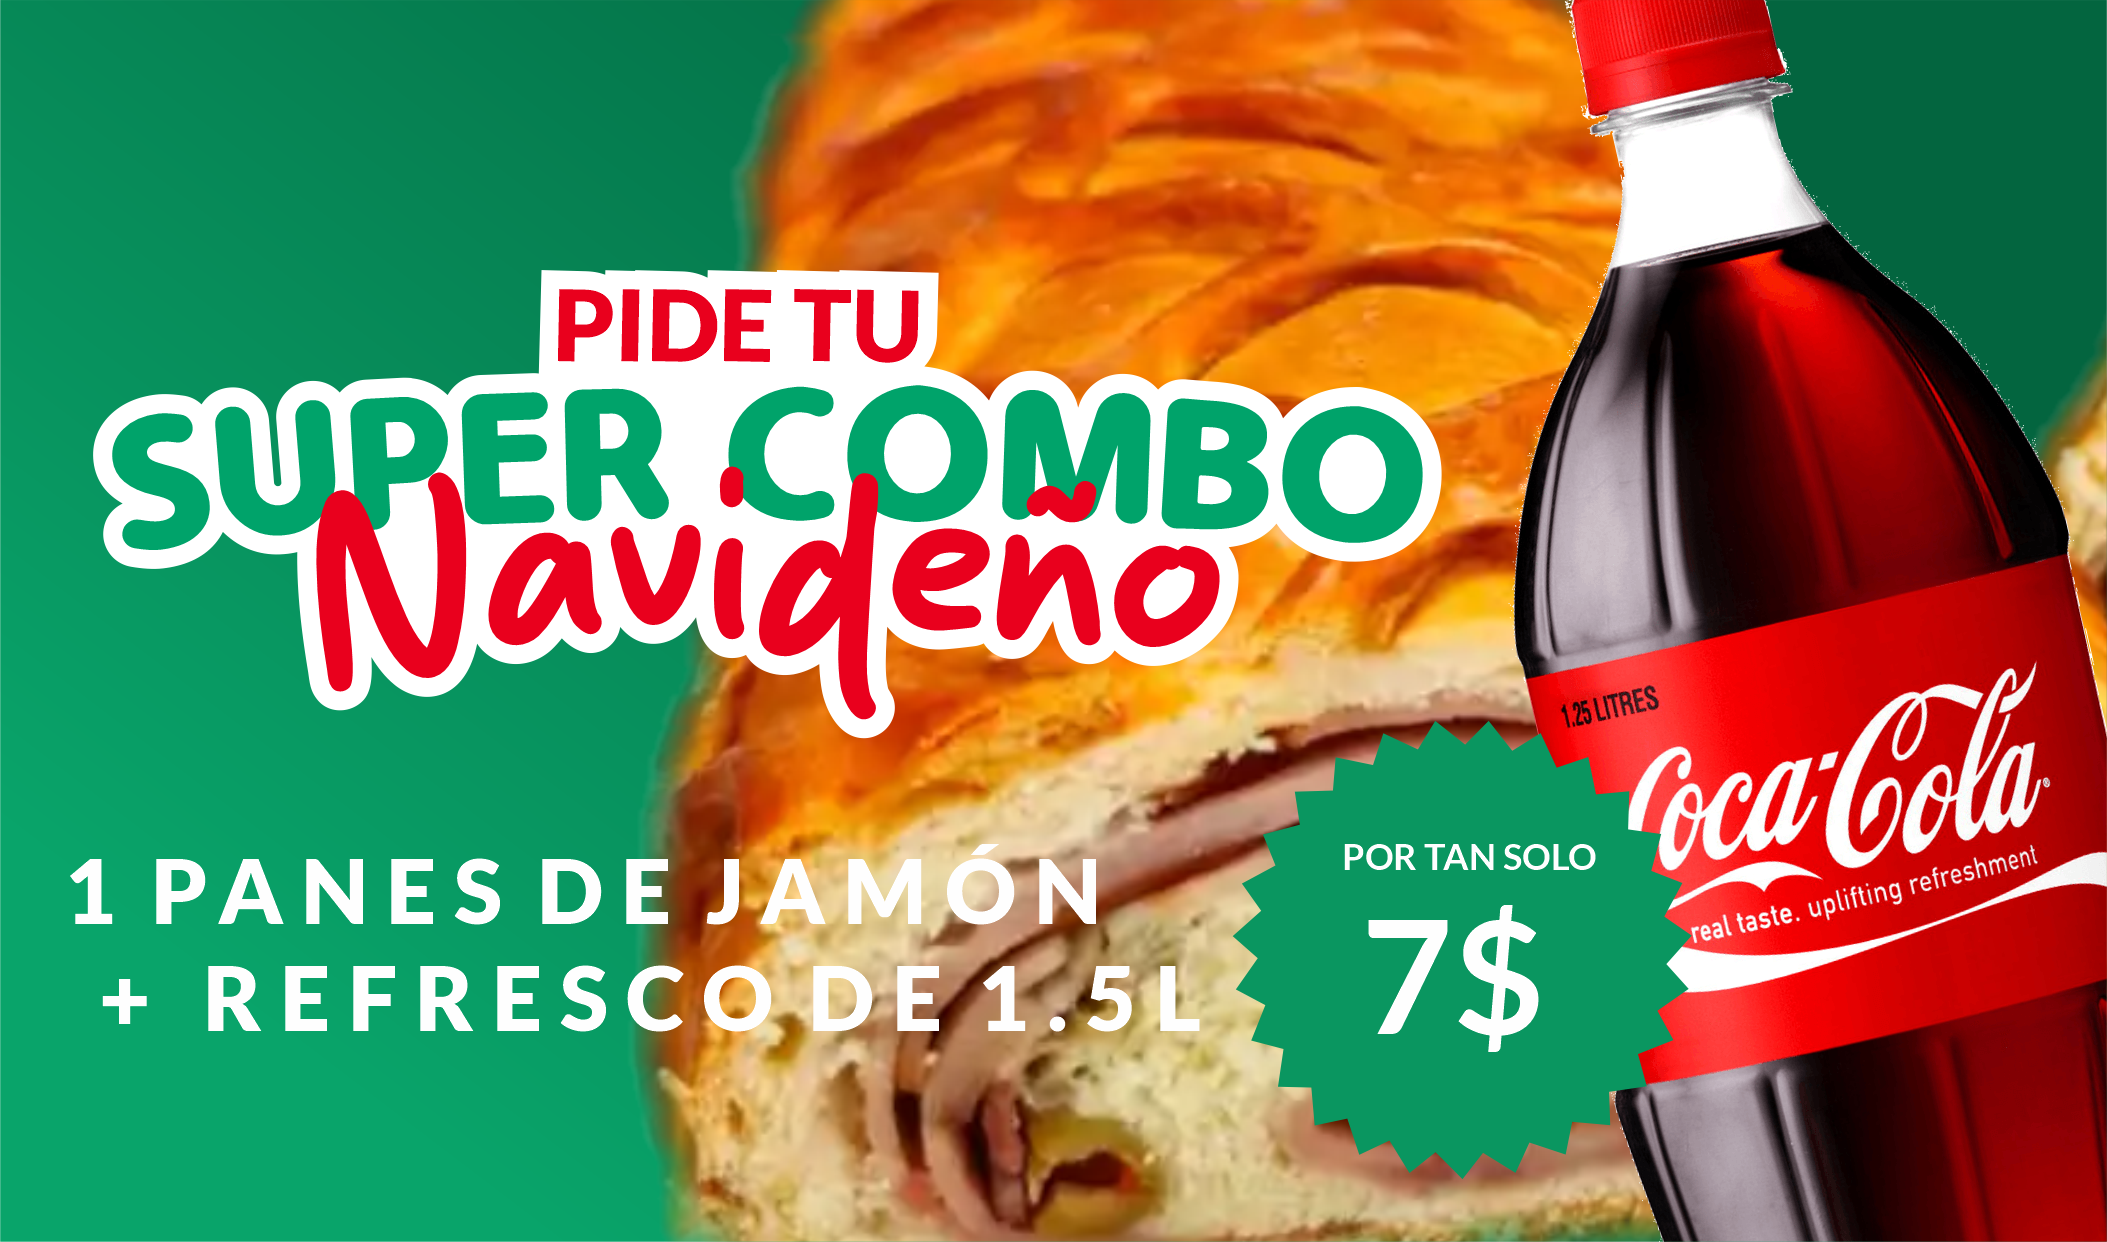 PIDE TU
SUPER COMBO
Navideño
1 PANES DE JAMÓN
+ REFRESCO DE 1.5L
POR TAN SOLO
7$
1.25 LITRES
Coca-Cola
real taste. uplifting refreshment